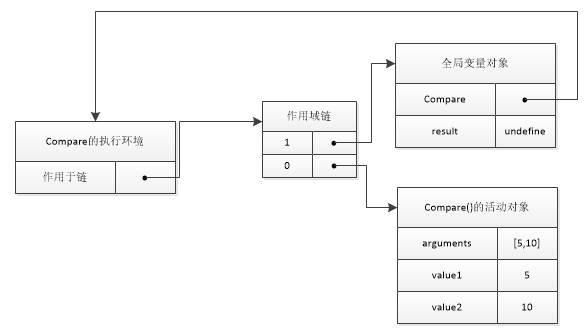 全局变量对象
Compare
result undefine
作用域链
1
0
Compare的执行环境
作用于链
Compare()的活动对象
arguments [5,10]
value1 5
value2 10